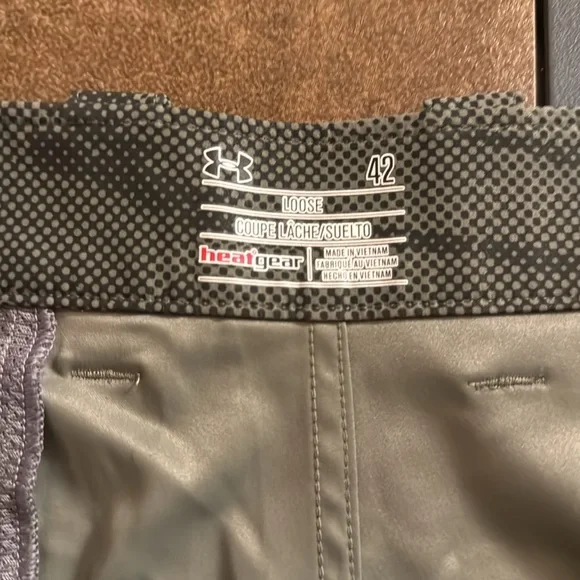 42
LOOSE
COUPE LÂCHE/SUELTO
heatgear
MADE IN VIETNAM
FABRIQUÉ AU VIETNAM
HECHO EN VIETNAM